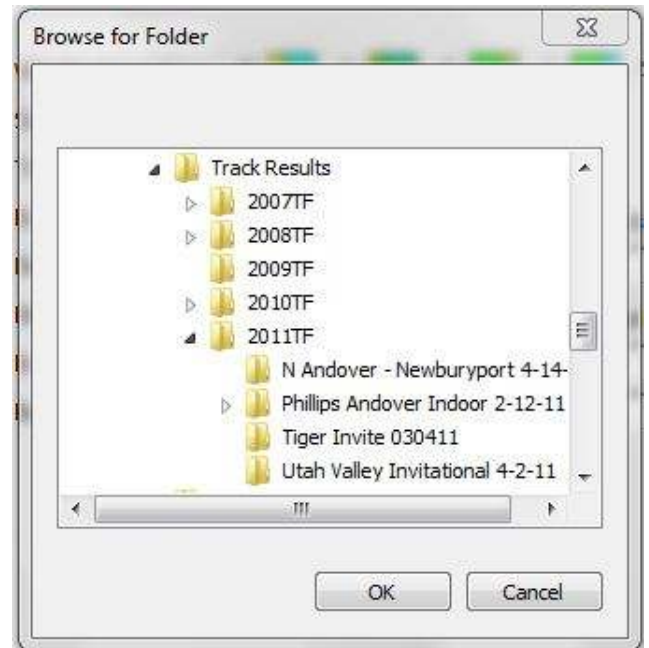 Browse for Folder
Track Results
2007TF
2008TF
2009TF
2010TF
2011TF
N Andover - Newburyport 4-14-
Phillips Andover Indoor 2-12-11
Tiger Invite 030411
Utah Valley Invitational 4-2-11
OK Cancel